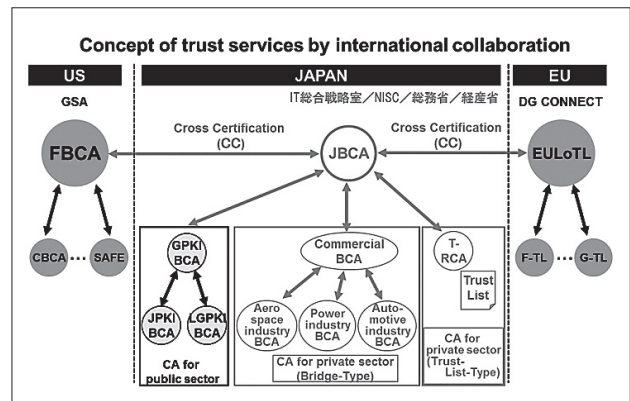 Concept of trust services by international collaboration
US
JAPAN
EU
GSA
IT総合戦略室／NISC／総務省／経産省
DG CONNECT
Cross Certification
(CC)
Cross Certification
(CC)
FBCA
JBCA
EULoTL
CBCA
SAFE
GPKI
BCA
JPKI
BCA
LGPKI
BCA
CA for
public sector
Commercial
BCA
Aero
space
industry
BCA
Power
industry
BCA
Auto-
motive
industry
BCA
CA for private sector
(Bridge-Type)
T-
RCA
Trust
List
CA for
private sector
(Trust-
List-Type)
F-TL
G-TL